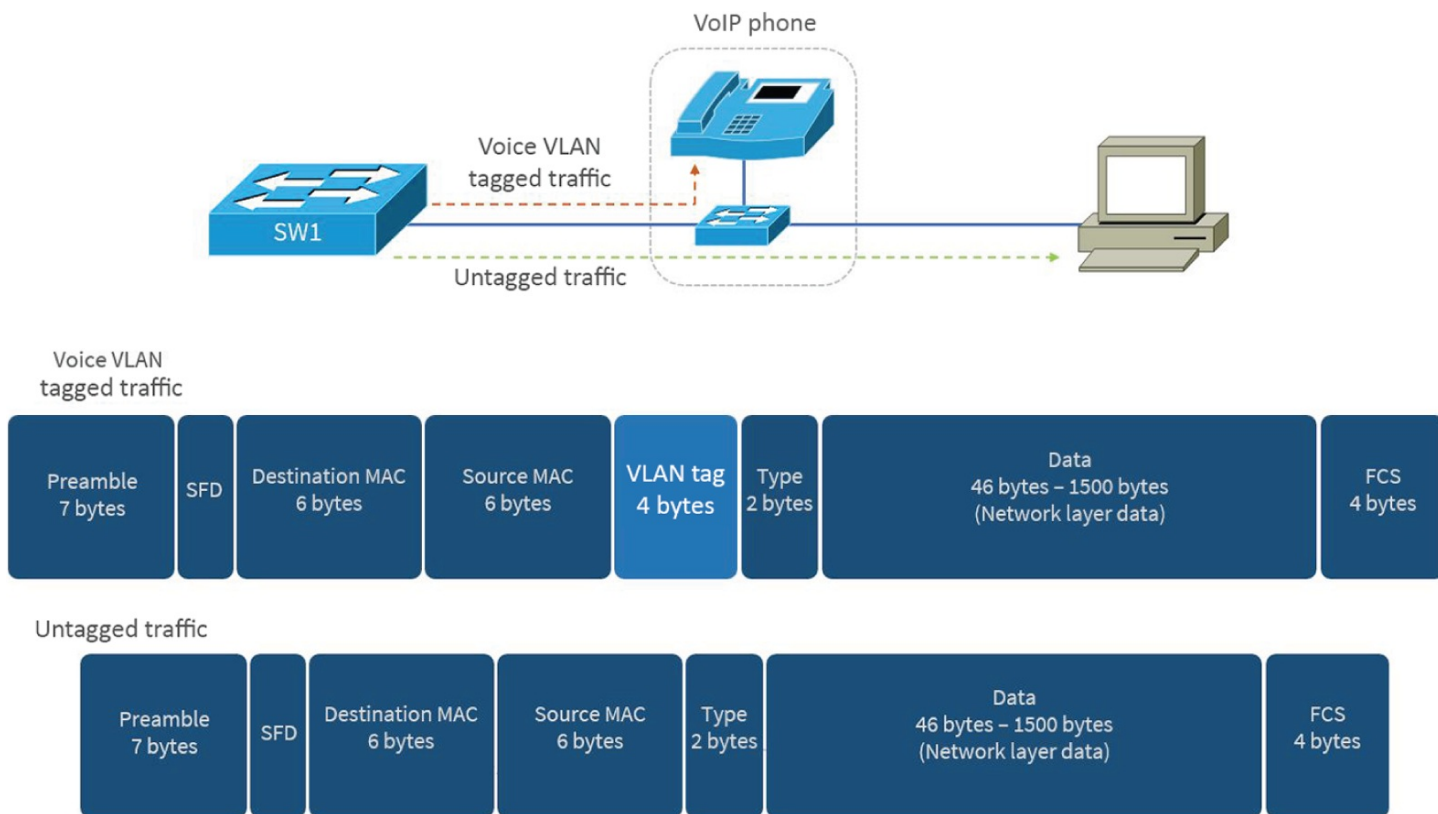 VoIP phone
Voice VLAN
tagged traffic
SW1
Untagged traffic
Voice VLAN
tagged traffic
Preamble
7 bytes
SFD
Destination MAC
6 bytes
Source MAC
6 bytes
VLAN tag
4 bytes
Type
2 bytes
Data
46 bytes – 1500 bytes
(Network layer data)
FCS
4 bytes
Untagged traffic
Preamble
7 bytes
SFD
Destination MAC
6 bytes
Source MAC
6 bytes
Type
2 bytes
Data
46 bytes – 1500 bytes
(Network layer data)
FCS
4 bytes